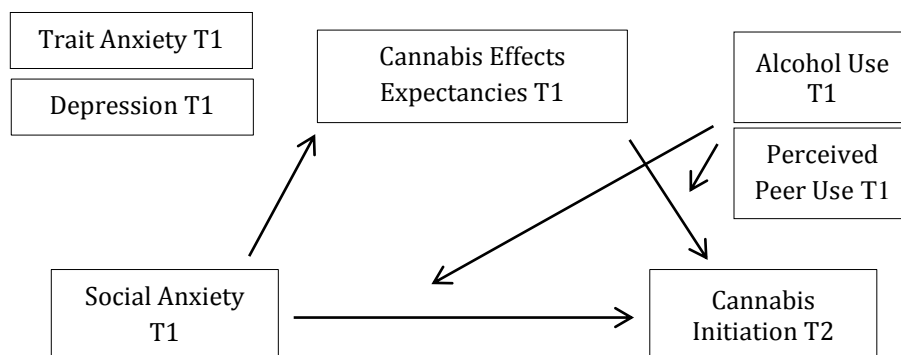 Trait Anxiety T1
Depression T1
Cannabis Effects
Expectancies T1
Alcohol Use
T1
Perceived
Peer Use T1
Social Anxiety
T1
Cannabis
Initiation T2